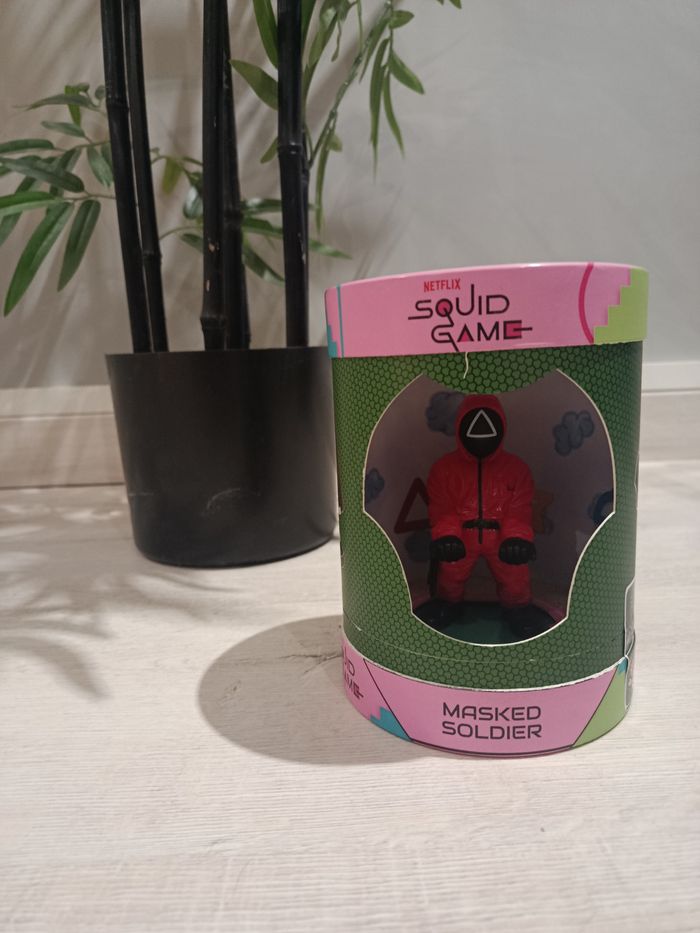 NETFLIX
SQUID
GAME
MASKED
SOLDIER